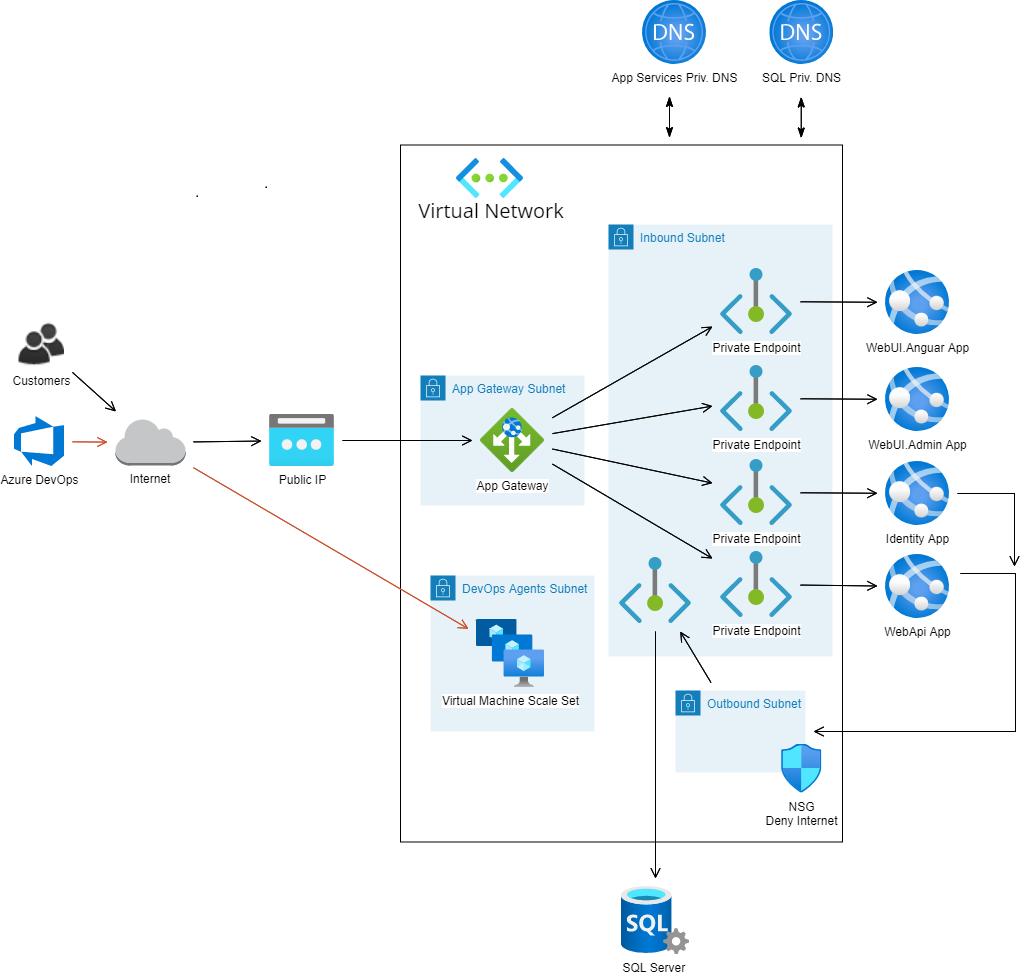 DNS
DNS
App Services Priv. DNS
SQL Priv. DNS
Virtual Network
Inbound Subnet
Private Endpoint
WebUI.Anguar App
Customers
App Gateway Subnet
Private Endpoint
WebUI.Admin App
Azure DevOps
Internet
Public IP
App Gateway
Private Endpoint
Identity App
DevOps Agents Subnet
Private Endpoint
WebApi App
Virtual Machine Scale Set
Outbound Subnet
NSG
Deny Internet
SQL
SQL Server